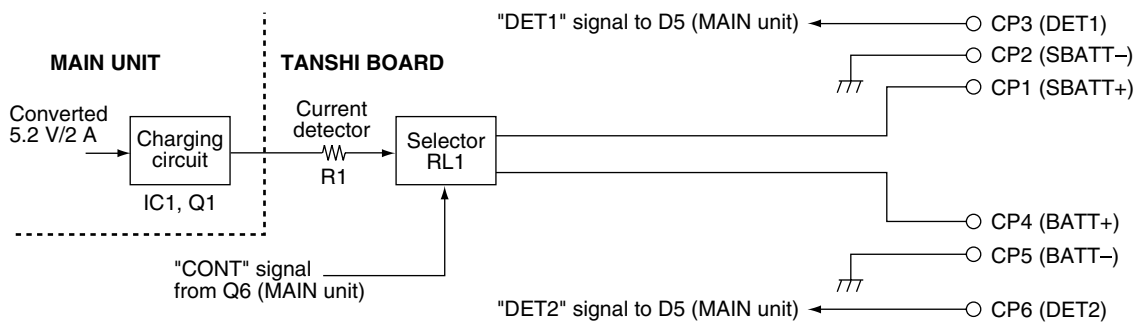 "DET1" signal to D5 (MAIN unit)
CP3 (DET1)
CP2 (SBATT–)
CP1 (SBATT+)
MAIN UNIT
TANSHI BOARD
Converted
5.2 V/2 A
Charging
circuit
IC1, Q1
Current
detector
R1
Selector
RL1
CP4 (BATT+)
CP5 (BATT–)
"CONT" signal
from Q6 (MAIN unit)
"DET2" signal to D5 (MAIN unit)
CP6 (DET2)